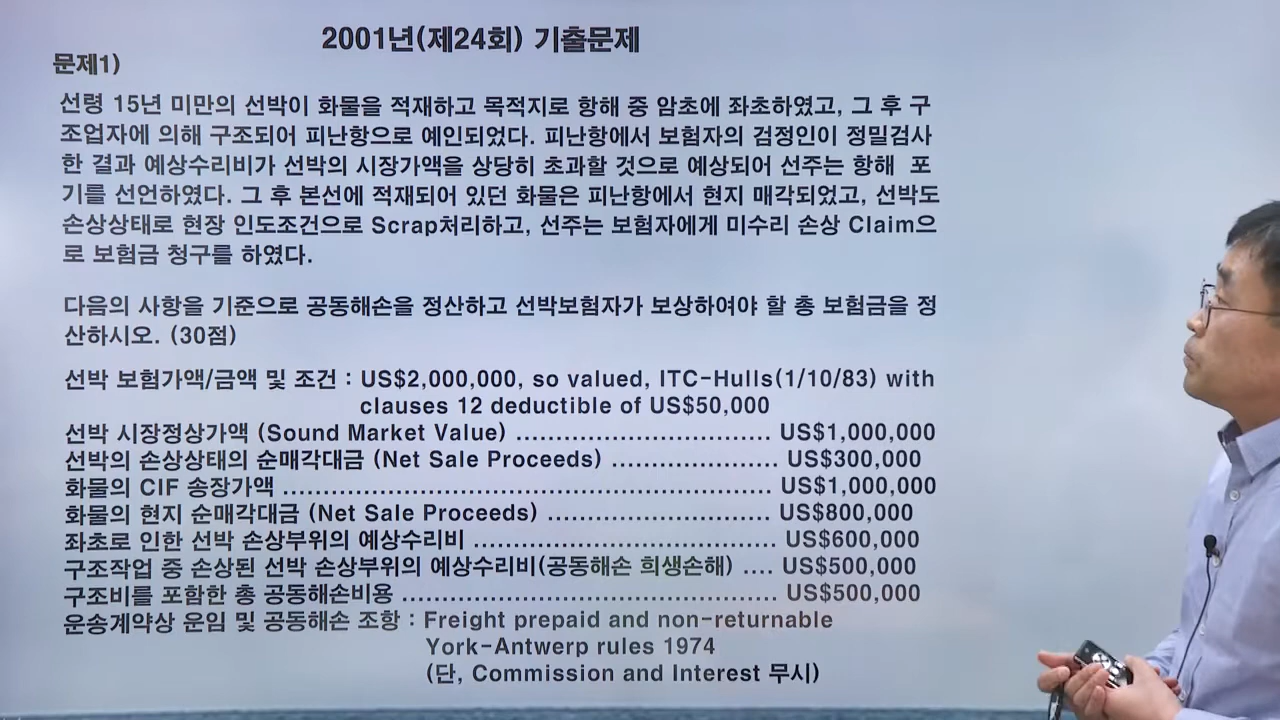 2001년(제24회) 기출문제
문제1)
선령 15년 미만의 선박이 화물을 적재하고 목적지로 항해 중 암초에 좌초하였고, 그 후 구
조업자에 의해 구조되어 피난항으로 예인되었다. 피난항에서 보험자의 검정인이 정밀검사
한 결과 예상수리비가 선박의 시장가액을 상당히 초과할 것으로 예상되어 선주는 항해 포
기를 선언하였다. 그 후 본선에 적재되어 있던 화물은 피난항에서 현지 매각되었고, 선박도
손상상태로 현장 인도조건으로 Scrap처리하고, 선주는 보험자에게 미수리 손상 Claim으
로 보험금 청구를 하였다.
다음의 사항을 기준으로 공동해손을 정산하고 선박보험자가 보상하여야 할 총 보험금을 정
산하시오. (30점)
선박 보험가액/금액 및 조건 : US$2,000,000, so valued, ITC-Hulls(1/10/83) with
clauses 12 deductible of US$50,000
선박 시장정상가액 (Sound Market Value) ................................ US$1,000,000
선박의 손상상태의 순매각대금 (Net Sale Proceeds) ..................... US$300,000
화물의 CIF 송장가액 ............................................................. US$1,000,000
화물의 현지 순매각대금 (Net Sale Proceeds) ............................ US$800,000
좌초로 인한 선박 손상부위의 예상수리비 ...................................... US$600,000
구조작업 중 손상된 선박 손상부위의 예상수리비(공동해손 희생손해) .... US$500,000
구조비를 포함한 총 공동해손비용 ............................................... US$500,000
운송계약상 운임 및 공동해손 조항 : Freight prepaid and non-returnable
York-Antwerp rules 1974
(단, Commission and Interest 무시)